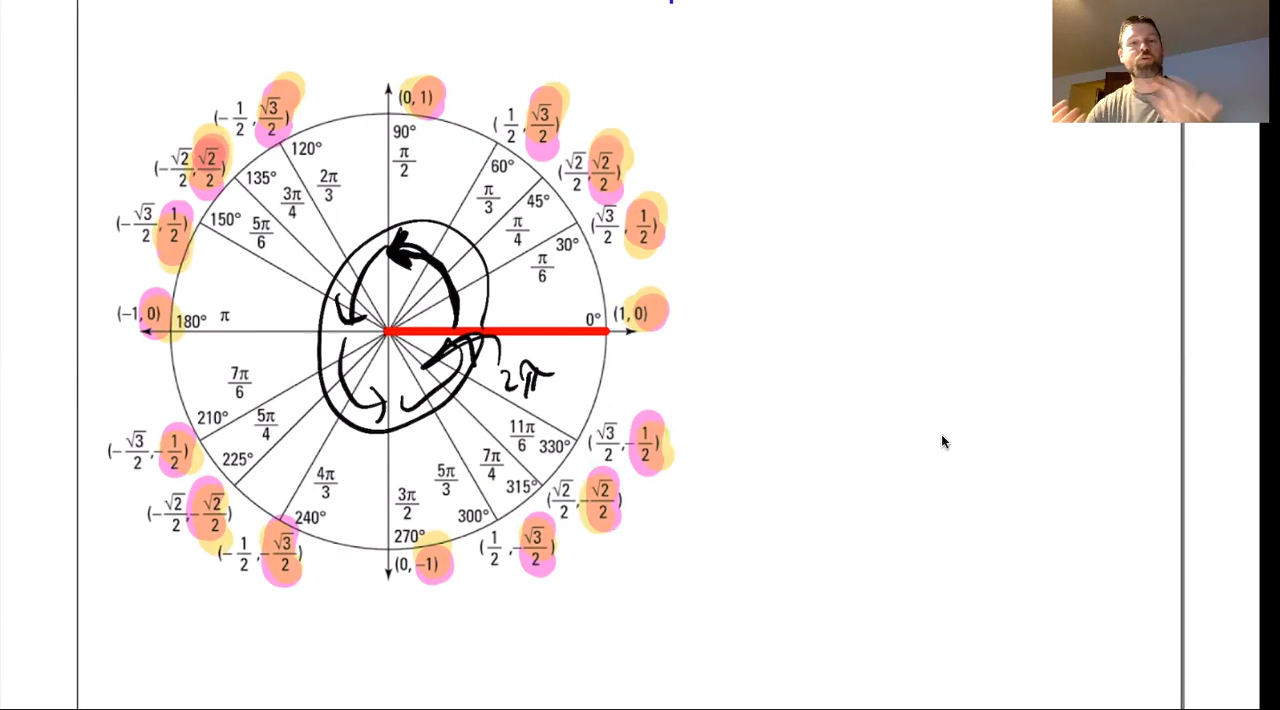 (0, 1)
(-1/2, √3/2)
(1/2, √3/2)
90°
π/2
120°
2π/3
60°
π/3
(-√2/2, √2/2)
(√2/2, √2/2)
135°
3π/4
45°
π/4
(-√3/2, 1/2)
(√3/2, 1/2)
150°
5π/6
30°
π/6
(-1, 0)
180° π
0°
(1, 0)
2π
7π/6
210°
11π/6
330°
(-√3/2, -1/2)
(√3/2, -1/2)
5π/4
225°
7π/4
315°
(-√2/2, -√2/2)
(√2/2, -√2/2)
4π/3
240°
3π/2
270°
5π/3
300°
(-1/2, -√3/2)
(0, -1)
(1/2, -√3/2)